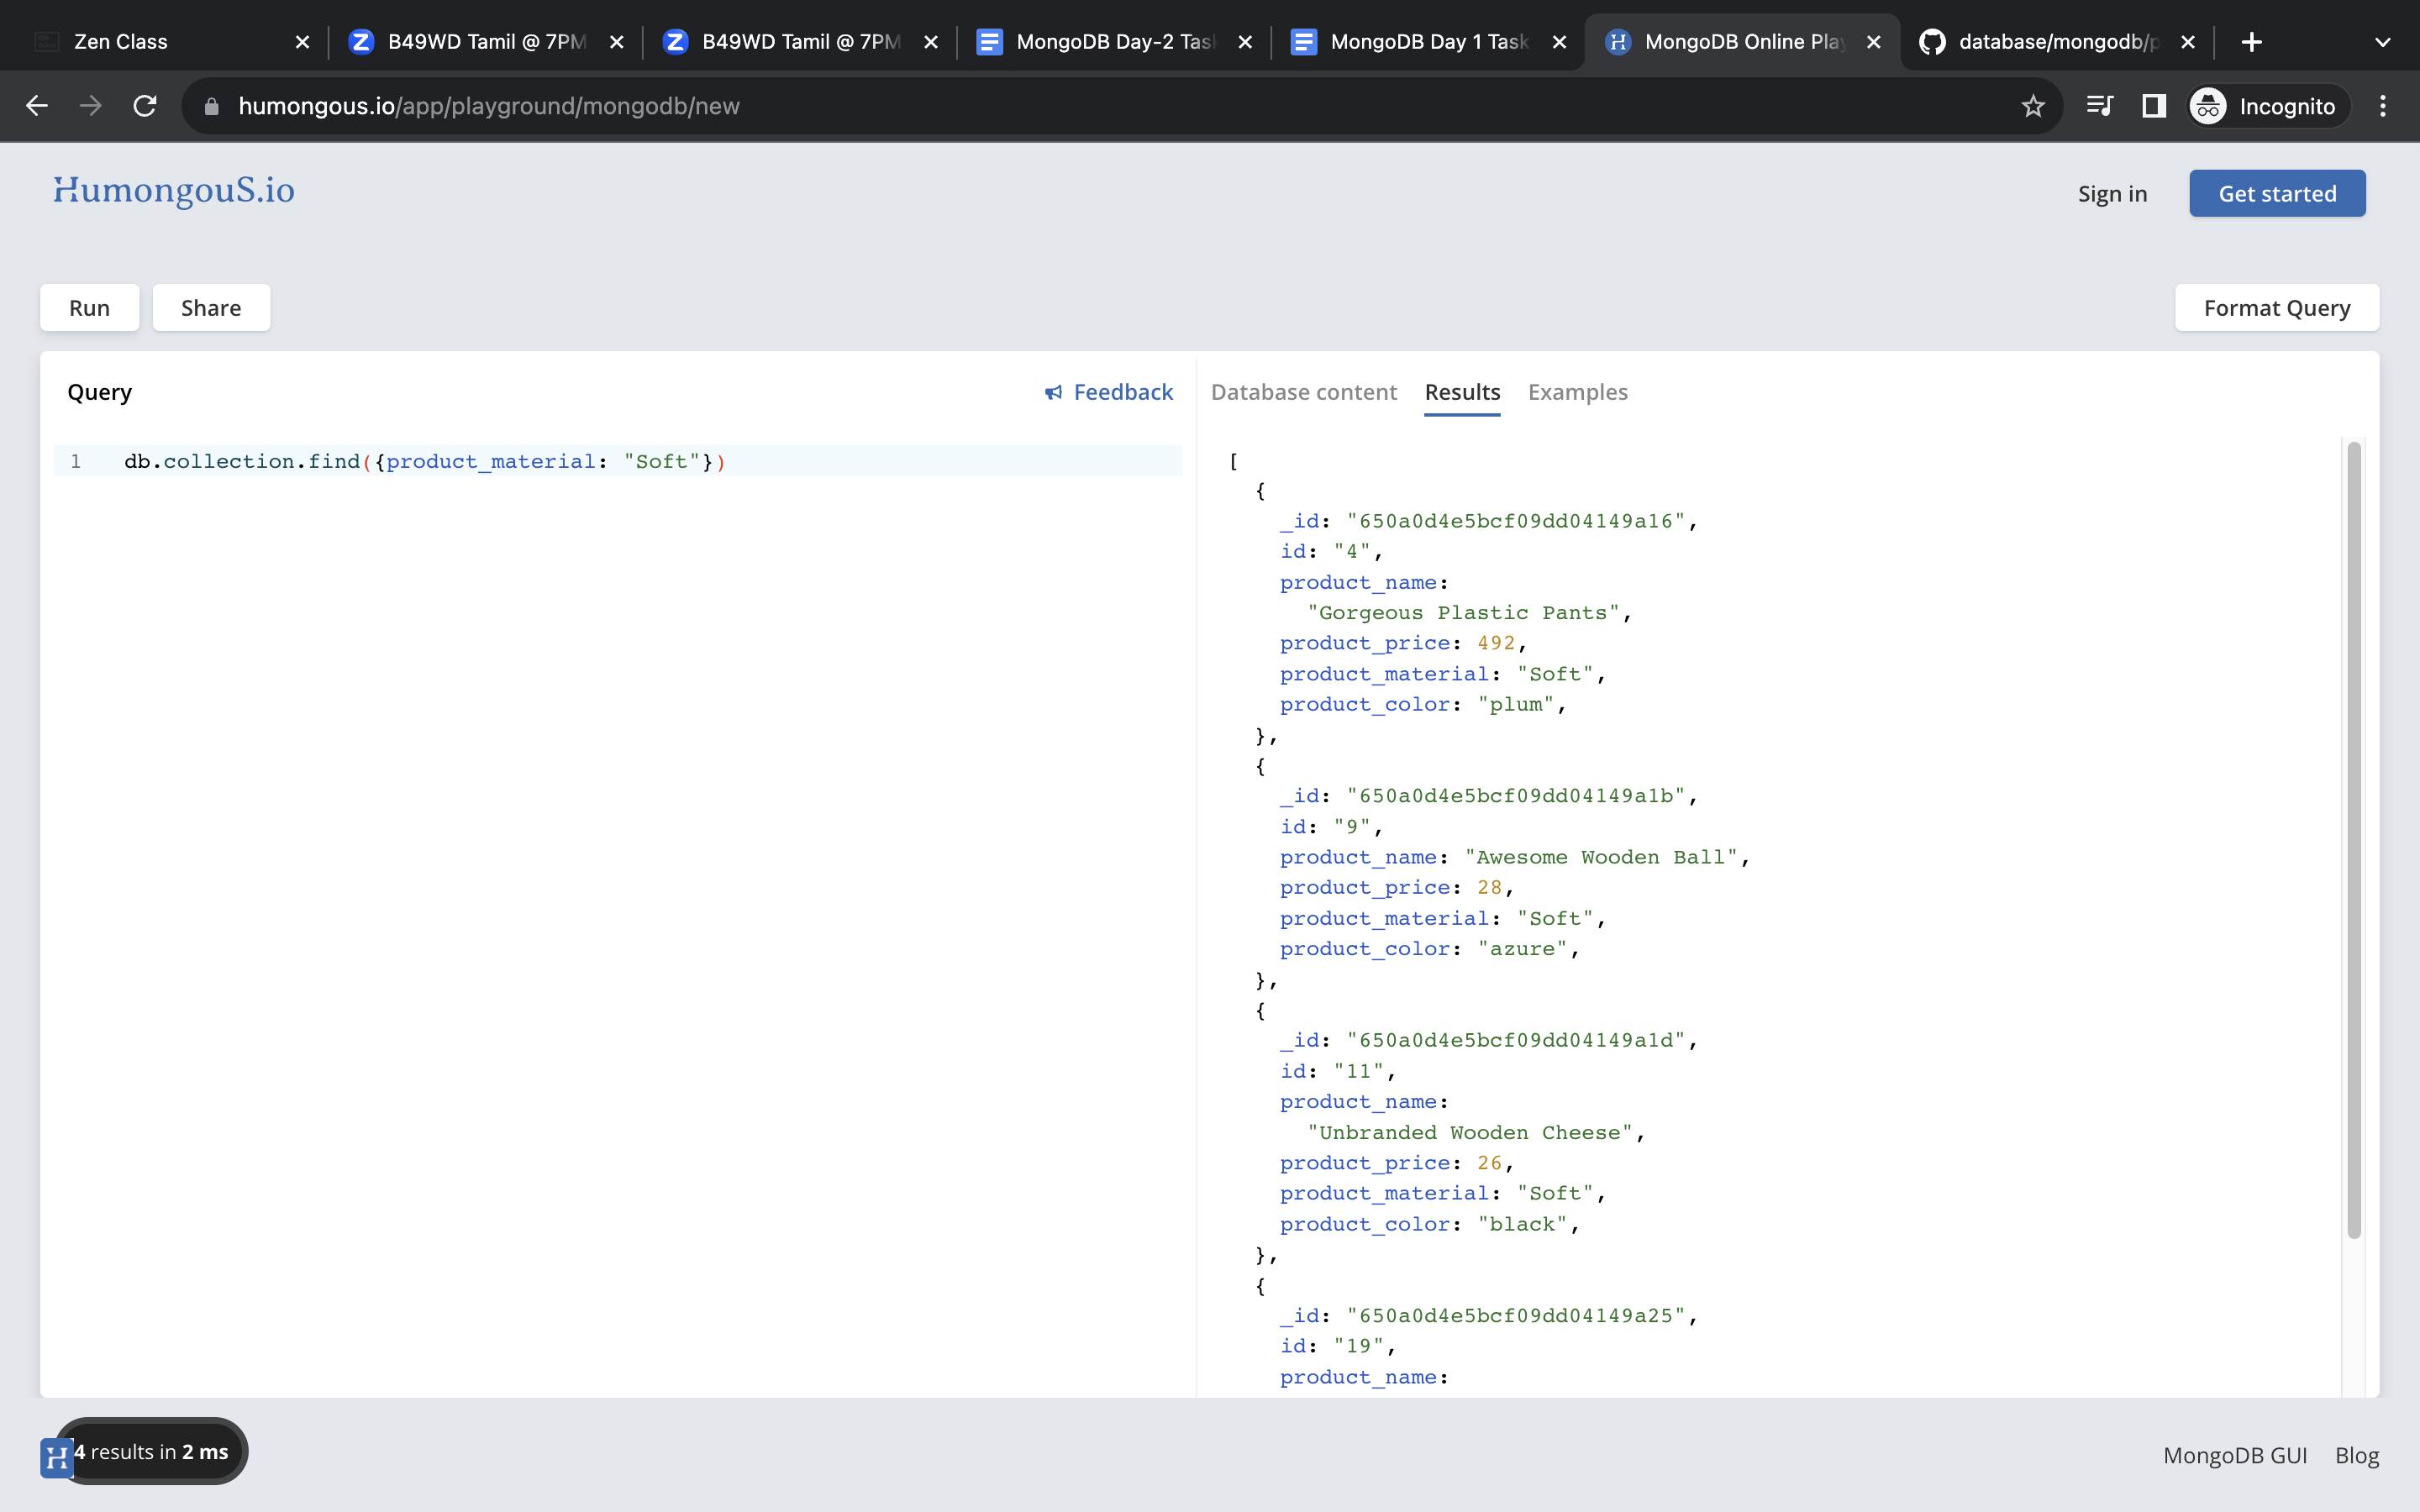 Zen Class
B49WD Tamil @ 7PM
B49WD Tamil @ 7PM
MongoDB Day-2 Tas
MongoDB Day 1 Task
MongoDB Online Pla
database/mongodb/p
humongous.io/app/playground/mongodb/new
Incognito
HumongouS.io
Sign in
Get started
Run
Share
Format Query
Query
Feedback
1 db.collection.find({product_material: "Soft"})
Database content
Results
Examples
[
{
_id: "650a0d4e5bcf09dd04149a16",
id: "4",
product_name:
"Gorgeous Plastic Pants",
product_price: 492,
product_material: "Soft",
product_color: "plum",
},
{
_id: "650a0d4e5bcf09dd04149a1b",
id: "9",
product_name: "Awesome Wooden Ball",
product_price: 28,
product_material: "Soft",
product_color: "azure",
},
{
_id: "650a0d4e5bcf09dd04149a1d",
id: "11",
product_name:
"Unbranded Wooden Cheese",
product_price: 26,
product_material: "Soft",
product_color: "black",
},
{
_id: "650a0d4e5bcf09dd04149a25",
id: "19",
product_name:
H
4 results in 2 ms
MongoDB GUI
Blog